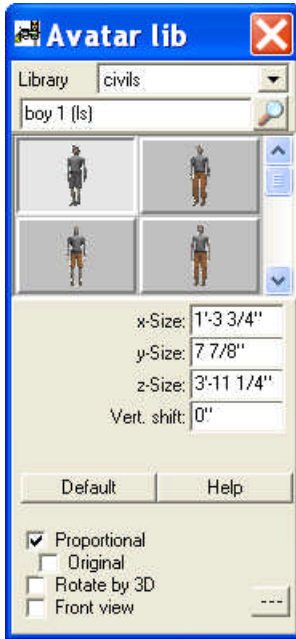 Avatar lib
Library civils
boy 1 (ls)
x-Size: 1'-3 3/4"
y-Size: 7 7/8"
z-Size: 3'-11 1/4"
Vert. shift: 0"
Default Help
Proportional
Original
Rotate by 3D
Front view ---